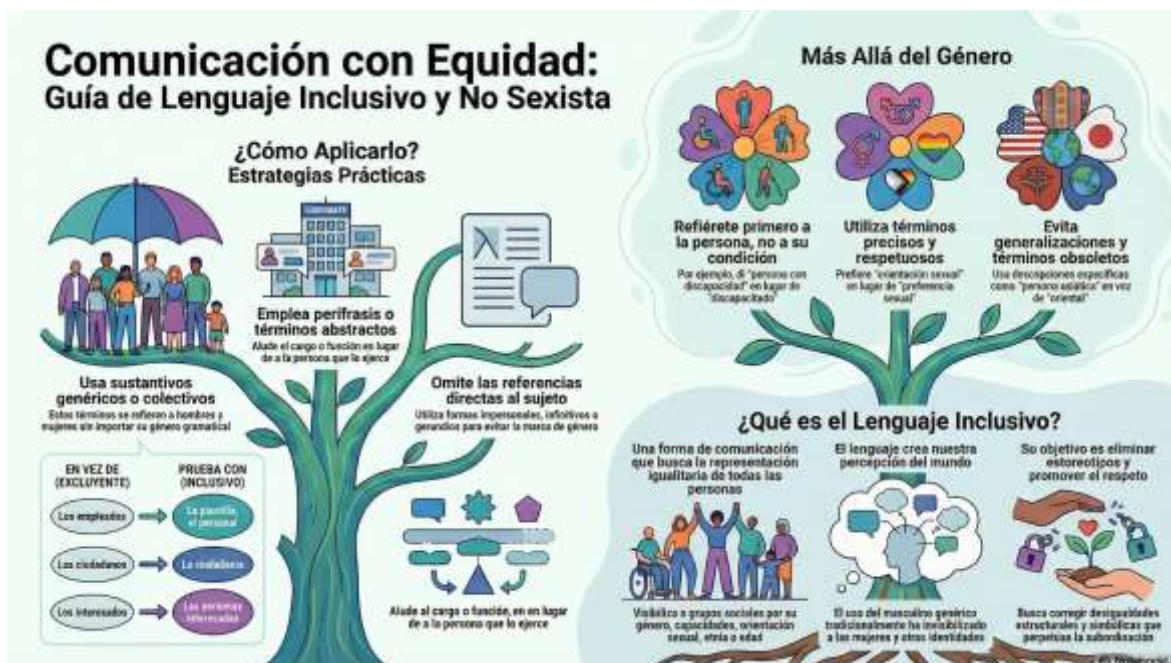 Comunicación con Equidad:
Guía de Lenguaje Inclusivo y No Sexista
¿Cómo Aplicarlo?
Estrategias Prácticas
CORPORATE
Emplea perífrasis o
términos abstractos
Alude el cargo o función en lugar
de a la persona que lo ejerce
Usa sustantivos
genéricos o colectivos
Estos términos se refieren a hombres y
mujeres sin importar su género gramatical
Omite las referencias
directas al sujeto
Utiliza formas impersonales, infinitivos o
gerundios para evitar la marca de género
EN VEZ DE
(EXCLUYENTE)
PRUEBA CON
(INCLUSIVO)
Los empleados
La plantilla,
el personal
Los ciudadanos
La ciudadanía
Los interesados
Las personas
interesadas
Alude al cargo o función, en en lugar
de a la persona que lo ejerce
Más Allá del Género
Refiérete primero a
la persona, no a su
condición
Por ejemplo, di "persona con
discapacidad" en lugar de
"discapacitado"
Utiliza términos
precisos y
respetuosos
Prefiere "orientación sexual"
en lugar de "preferencia
sexual"
Evita
generalizaciones y
términos obsoletos
Usa descripciones específicas
como "persona asiática" en vez
de "oriental"
¿Qué es el Lenguaje Inclusivo?
Una forma de comunicación
que busca la representación
igualitaria de todas las
personas
Visibiliza a grupos sociales por su
género, capacidades, orientación
sexual, etnia o edad
El lenguaje crea nuestra
percepción del mundo
El uso del masculino genérico
tradicionalmente ha invisibilizado
a las mujeres y otras identidades
Su objetivo es eliminar
estoreotipos y
promover el respeto
Busca corregir desigualdades
estructurales y simbólicas que
perpetúan la subordinación